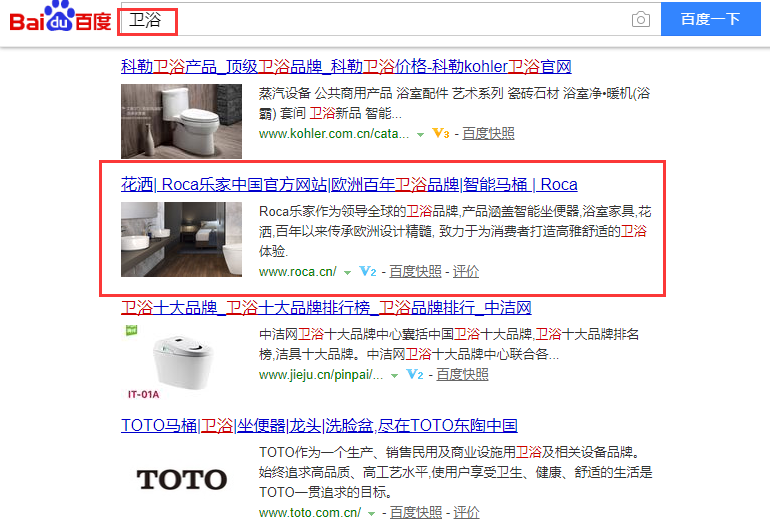 Bai du 百度
卫浴
百度一下
科勒卫浴产品_顶级卫浴品牌_科勒卫浴价格-科勒kohler卫浴官网
蒸汽设备 公共商用产品 浴室配件 艺术系列 瓷砖石材 浴室净•暖机(浴
霸) 套间 卫浴新品 智能...
www.kohler.com.cn/cata... V3 - 百度快照
花洒| Roca乐家中国官方网站|欧洲百年卫浴品牌|智能马桶 | Roca
Roca乐家作为领导全球的卫浴品牌,产品涵盖智能坐便器,浴室家具,花
洒,百年以来传承欧洲设计精髓, 致力于为消费者打造高雅舒适的卫浴
体验.
www.roca.cn/ V2 - 百度快照 - 评价
卫浴十大品牌_卫浴十大品牌排行榜_卫浴品牌排行_中洁网
IT-01A
中洁网卫浴十大品牌中心囊括中国卫浴十大品牌,卫浴十大品牌排名
榜,洁具十大品牌。中洁网卫浴十大品牌中心联合各...
www.jieju.cn/pinpai/... V2 - 百度快照
TOTO马桶|卫浴|坐便器|龙头|洗脸盆,尽在TOTO东陶中国
TOTO
TOTO作为一个生产、销售民用及商业设施用卫浴及相关设备品牌。
始终追求高品质、高工艺水平,使用户享受卫生、健康、舒适的生活是
TOTO一贯追求的目标。
www.toto.com.cn/ - 百度快照 - 评价